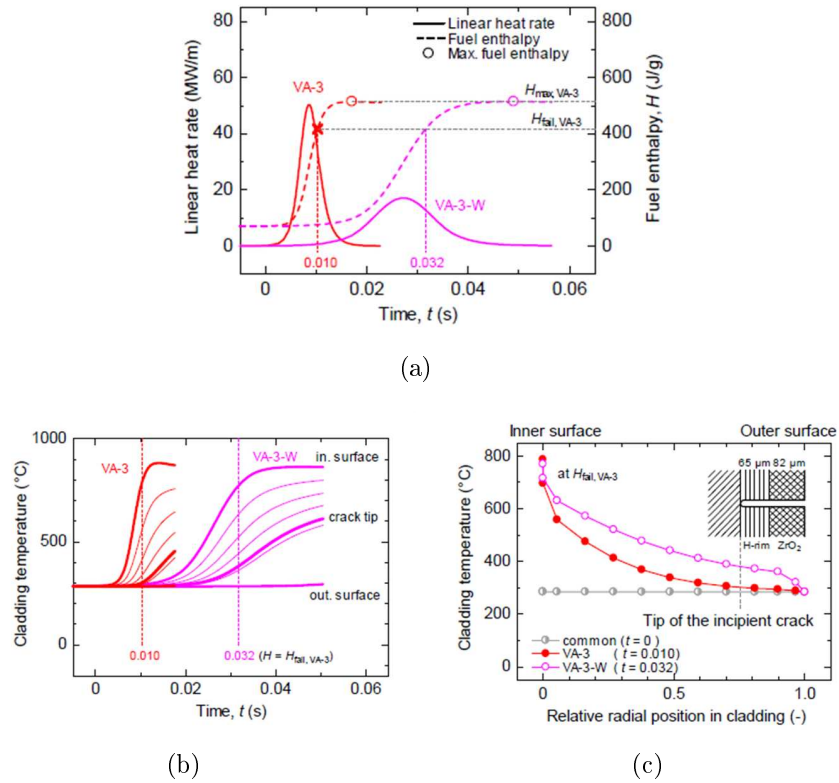 80
60
40
20
0
800
600
400
200
0
Linear heat rate (MW/m)
Fuel enthalpy, H (J/g)
Linear heat rate
Fuel enthalpy
Max. fuel enthalpy
VA-3
Hmax, VA-3
Hfail, VA-3
VA-3-W
0.010
0.032
0
0.02
0.04
0.06
Time, t (s)
(a)
1000
500
0
Cladding temperature (°C)
VA-3
VA-3-W
in. surface
crack tip
out. surface
0.010
0.032 (H = Hfail, VA-3)
0
0.02
0.04
0.06
Time, t (s)
(b)
Inner surface
Outer surface
800
600
400
200
0
Cladding temperature (°C)
at Hfail, VA-3
65 µm
82 µm
H-rim
ZrO2
Tip of the incipient crack
common (t = 0)
VA-3 (t = 0.010)
VA-3-W (t = 0.032)
0
0.5
1.0
Relative radial position in cladding (-)
(c)